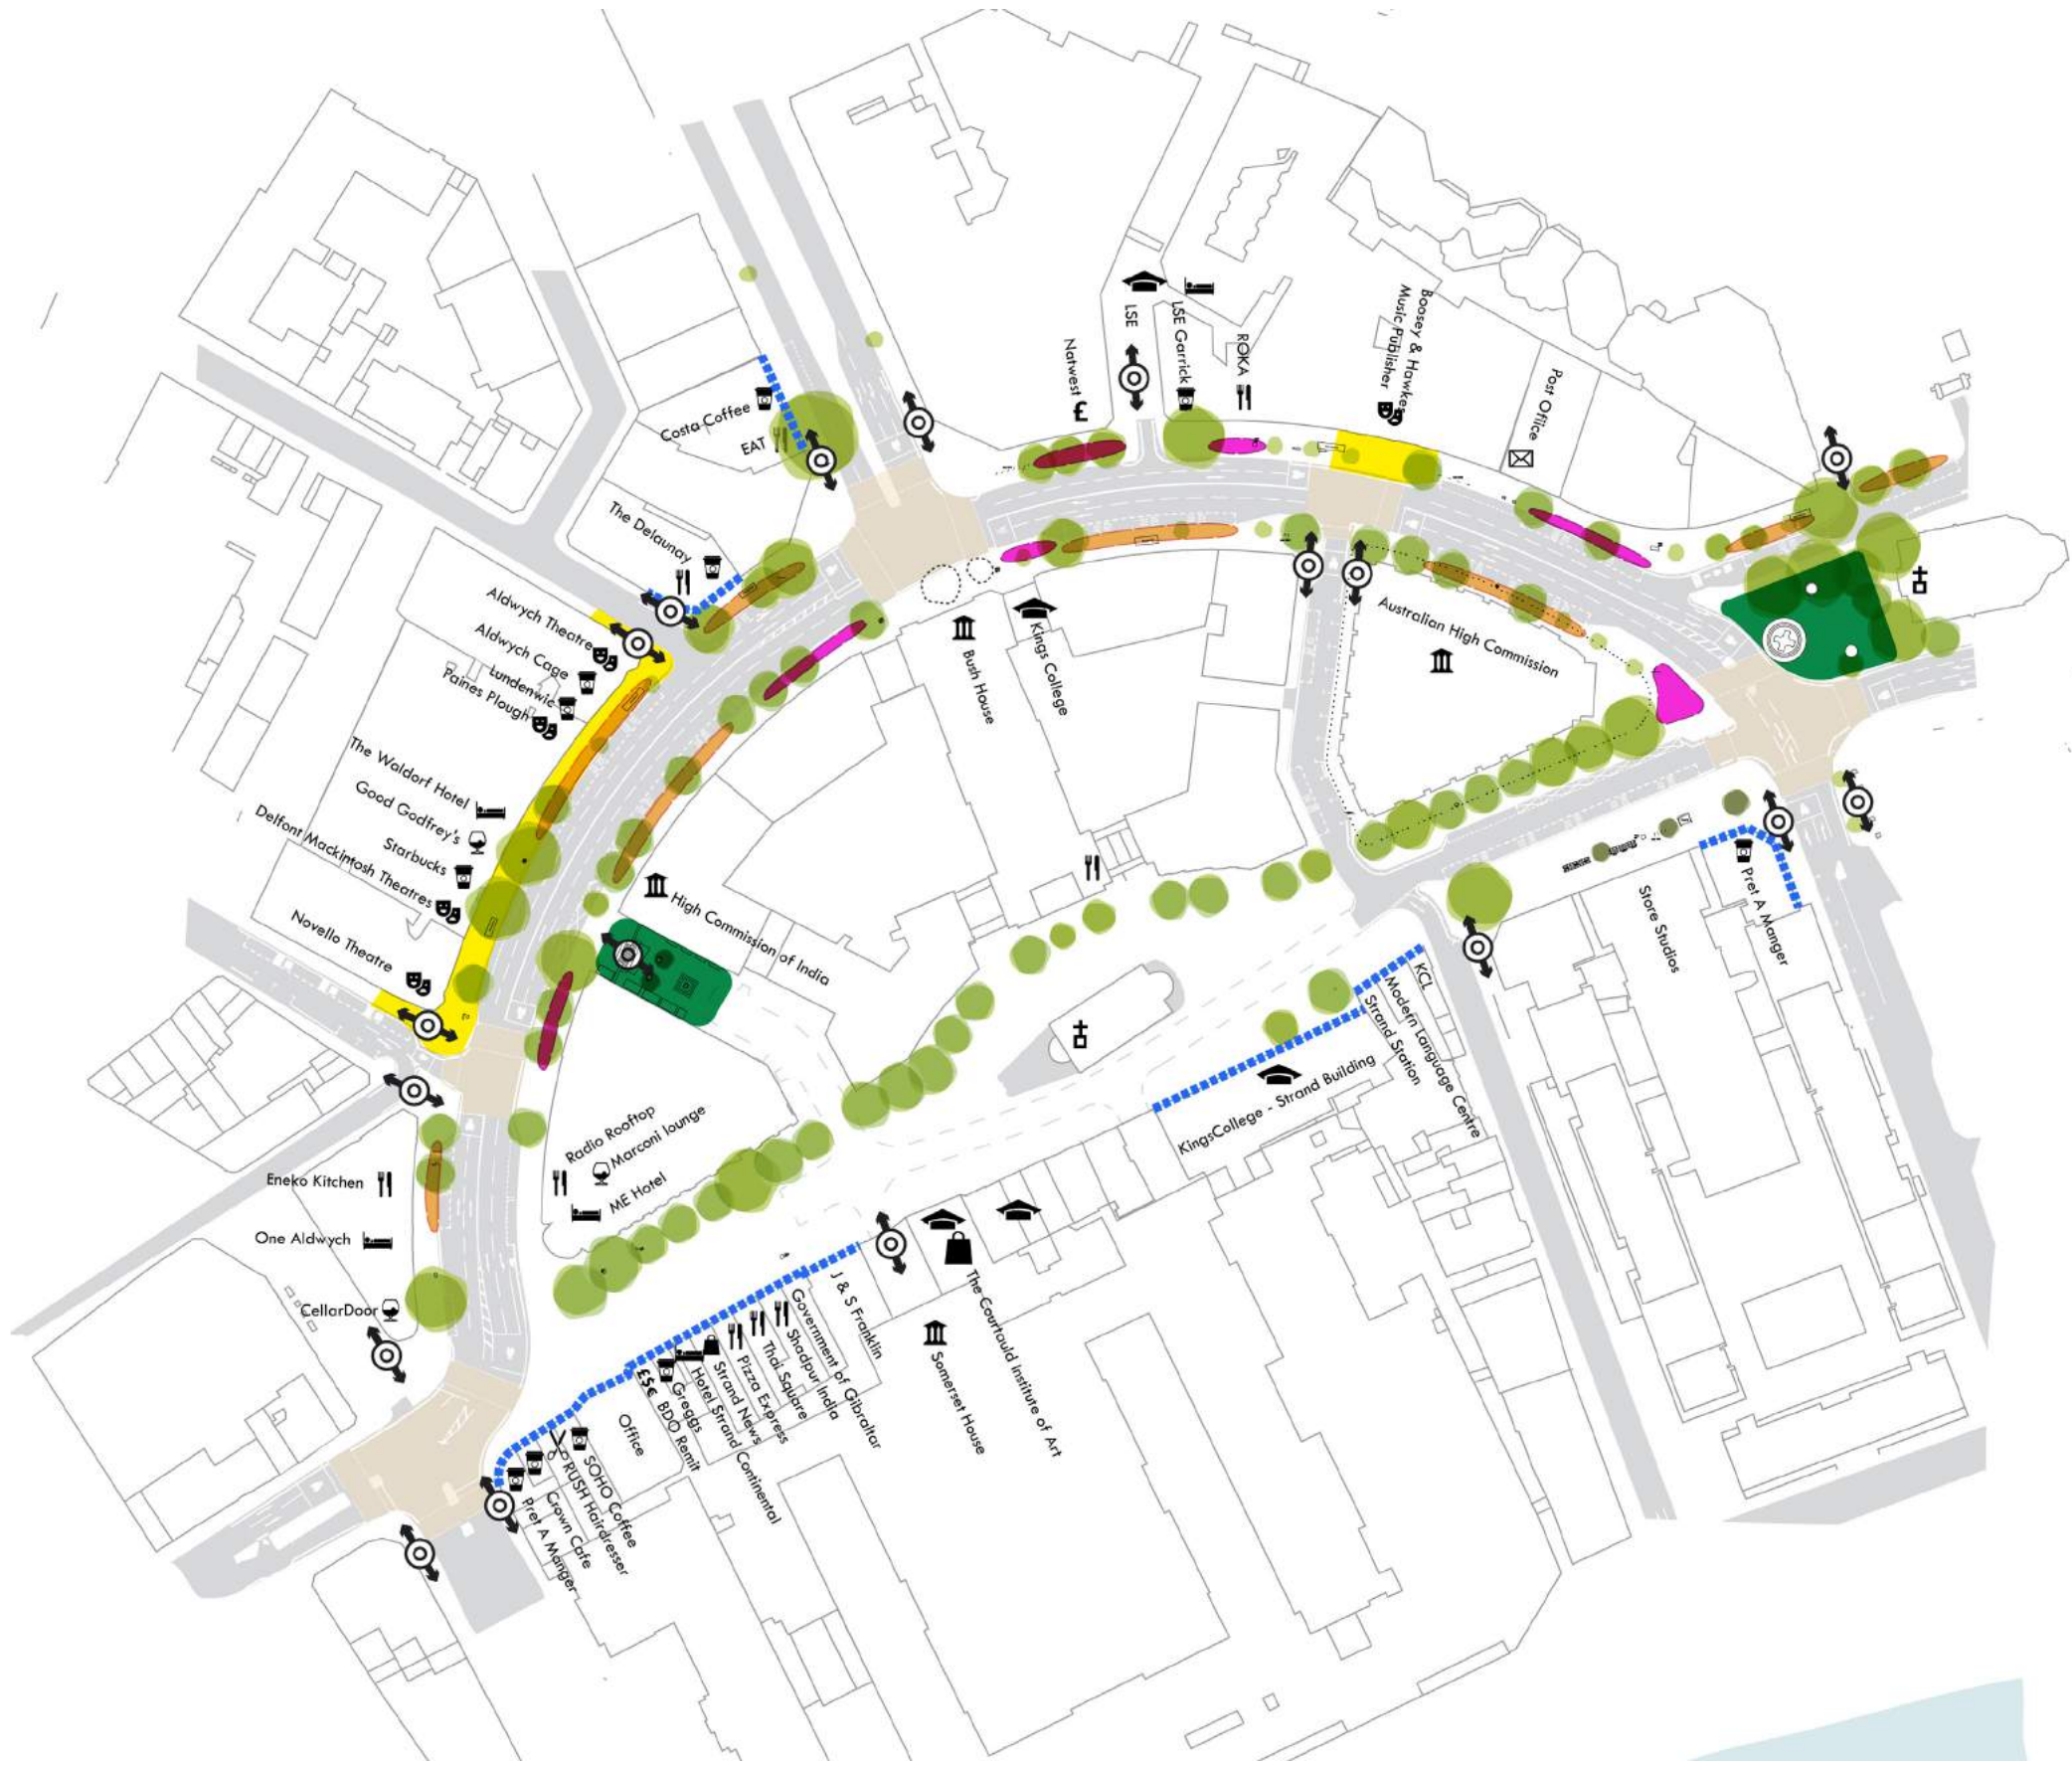 Natwest
£
LSE
LSE Garrick
ROKA
Boosey & Hawkes
Music Publisher
Post Office
Costa Coffee
EAT
The Delaunay
Aldwych Theatre
Aldwych Cage
Lundenwic
Paines Plough
The Waldorf Hotel
Good Godfrey's
Starbucks
Delfont Mackintosh Theatres
Novello Theatre
Bush House
Kings College
Australian High Commission
High Commission of India
Store Studios
Pret A Manger
KCL
Modern Language Centre
Strand Station
KingsCollege - Strand Building
Radio Rooftop
Marconi lounge
ME Hotel
Eneko Kitchen
One Aldwych
CellarDoor
J & S Franklin
Government of Gibraltar
Shadpur India
Thai Square
Pizza Express
Strand News
Hotel Strand Continental
Greggs
£$€ BDO Remit
Office
SOHO Coffee
RUSH Hairdresser
Crown Cafe
Pret A Manger
The Courtauld Institute of Art
Somerset House